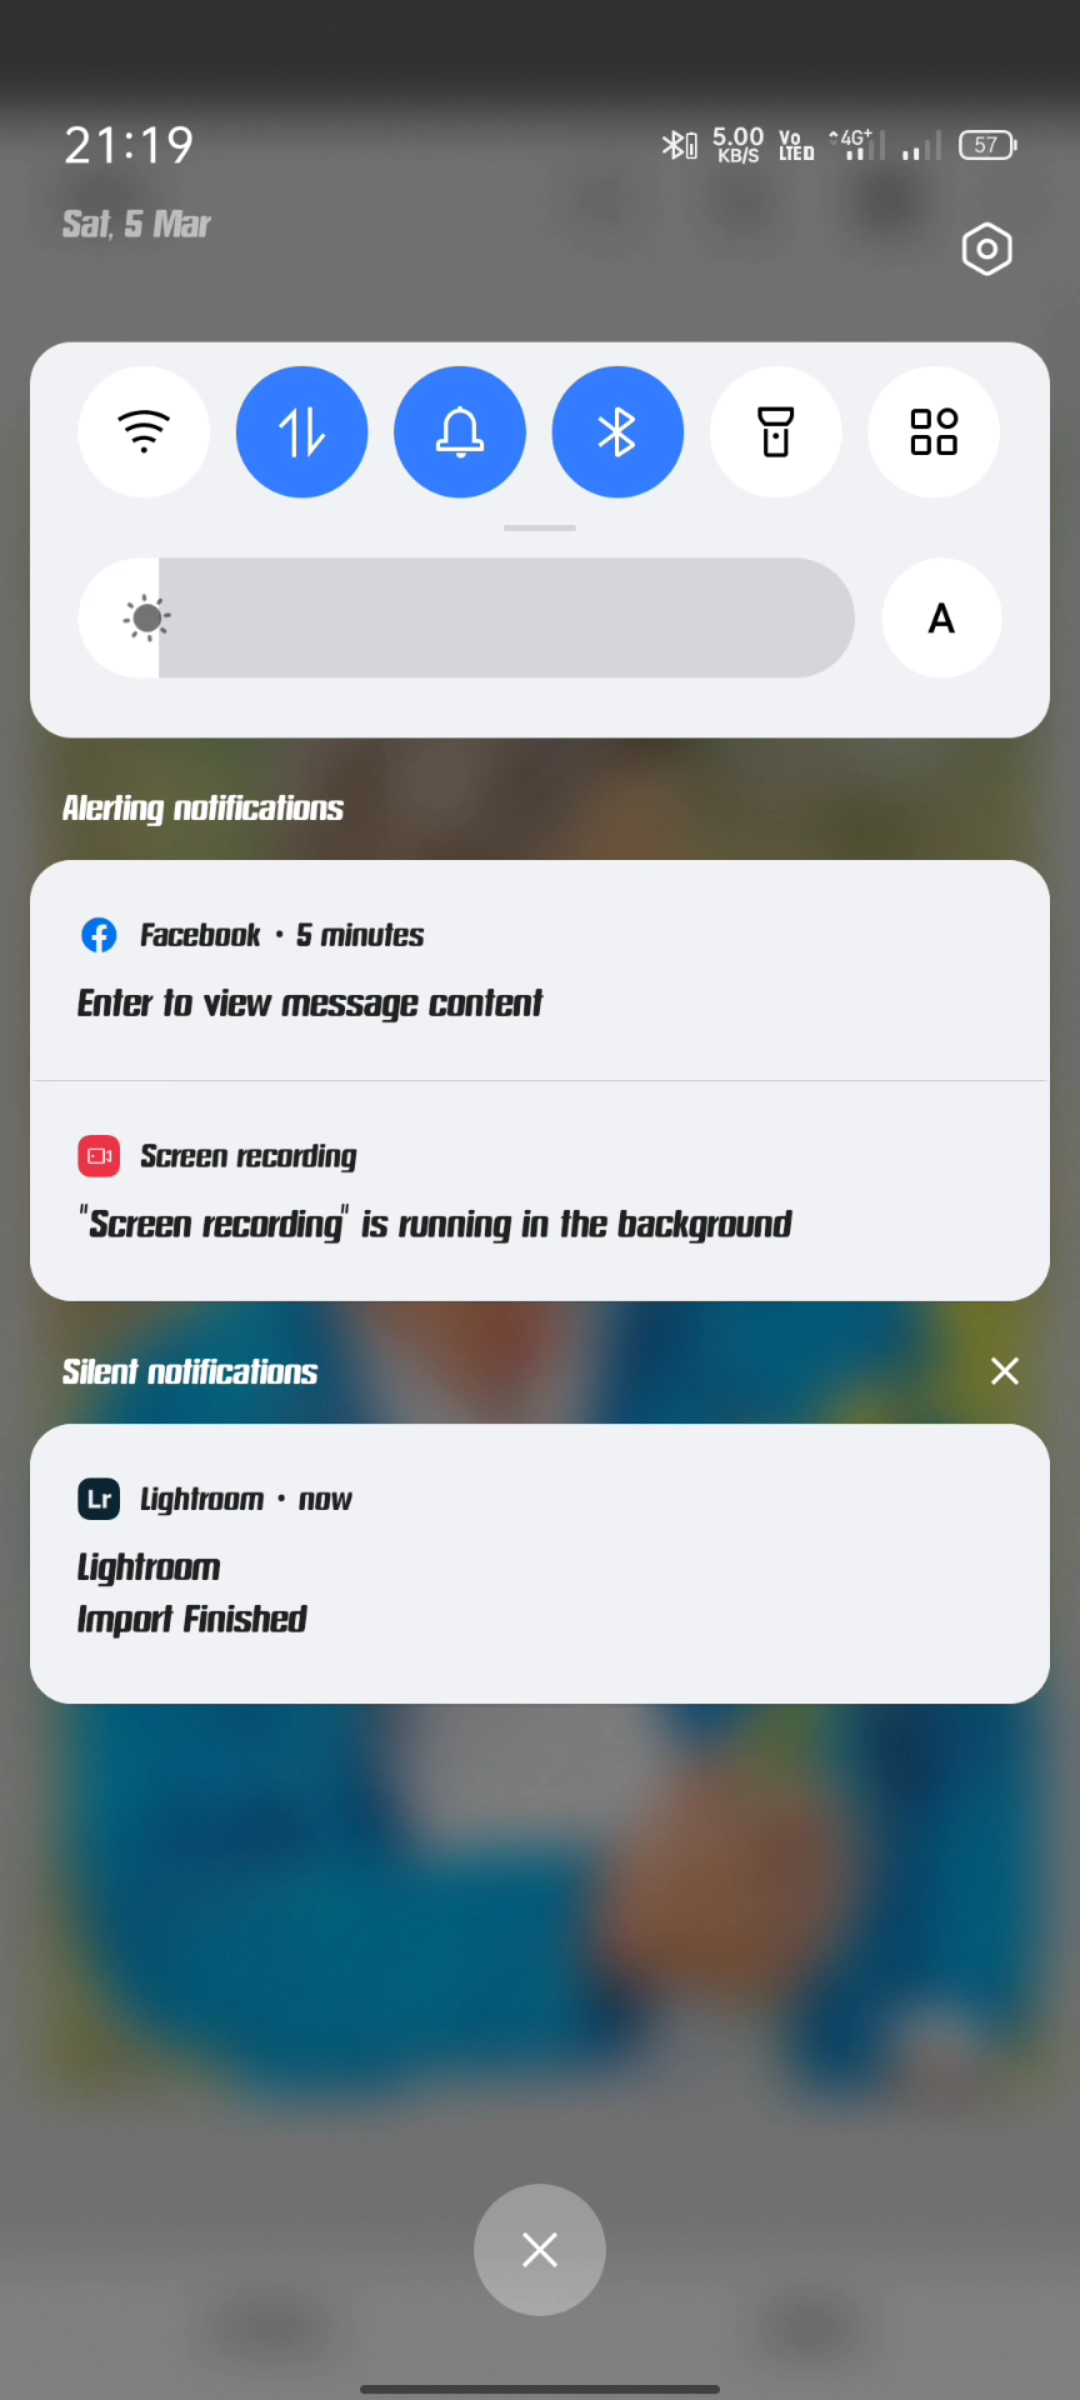 21:19
5.00 KB/S
Vo LTE
4G+
57
Sat, 5 Mar
A
Alerting notifications
Facebook • 5 minutes
Enter to view message content
Screen recording
"Screen recording" is running in the background
Silent notifications
Lr Lightroom • now
Lightroom
Import Finished